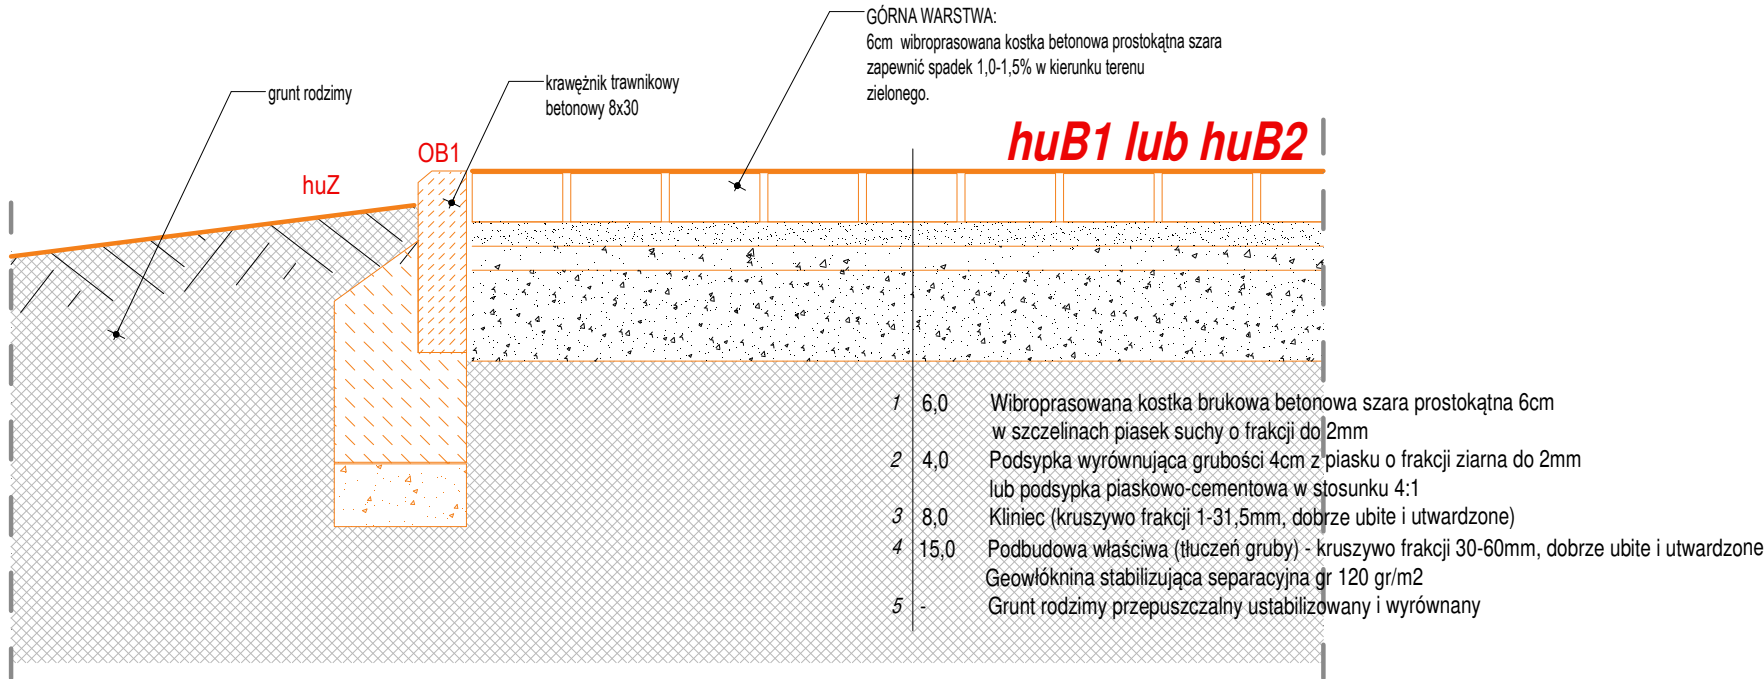 GÓRNA WARSTWA:
6cm  wibroprasowana kostka betonowa prostokątna szara
zapewnić spadek 1,0-1,5% w kierunku terenu
zielonego.
krawężnik trawnikowy
betonowy 8x30
grunt rodzimy
huB1 lub huB2
OB1
huZ
1 6,0 Wibroprasowana kostka brukowa betonowa szara prostokątna 6cm
w szczelinach piasek suchy o frakcji do 2mm
2 4,0 Podsypka wyrównująca grubości 4cm z piasku o frakcji ziarna do 2mm
lub podsypka piaskowo-cementowa w stosunku 4:1
3 8,0 Kliniec (kruszywo frakcji 1-31,5mm, dobrze ubite i utwardzone)
4 15,0 Podbudowa właściwa (tłuczeń gruby) - kruszywo frakcji 30-60mm, dobrze ubite i utwardzone
Geowłóknina stabilizująca separacyjna gr 120 gr/m2
5 - Grunt rodzimy przepuszczalny ustabilizowany i wyrównany